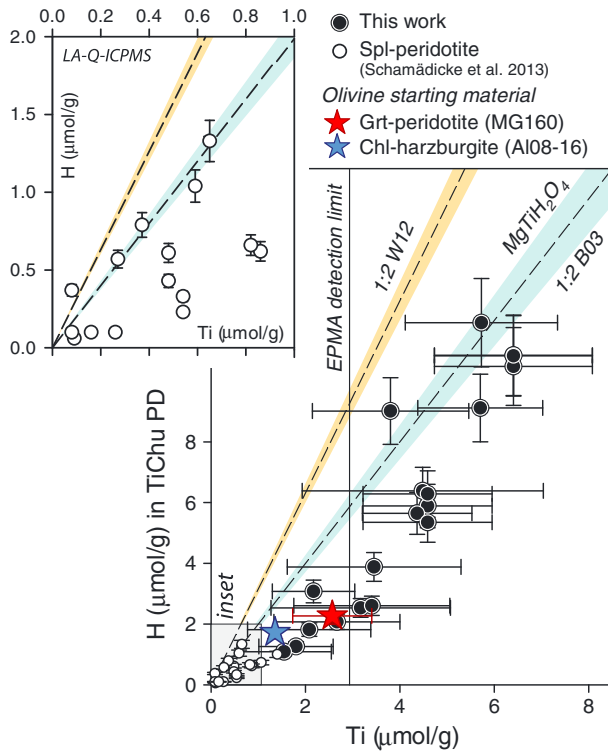 0.0 0.2 0.4 0.6 0.8 1.0
2.0
LA-Q-ICPMS
1.5
H (μmol/g)
1.0
0.5
0.0
Ti (μmol/g)
This work
Spl-peridotite
(Schamädicke et al. 2013)
Olivine starting material
Grt-peridotite (MG160)
Chl-harzburgite (Al08-16)
EPMA detection limit
1:2 W12
MgTiH₂O₄
1:2 B03
H (μmol/g) in TiChu PD
8
6
4
2
0
inset
0 2 4 6 8
Ti (μmol/g)